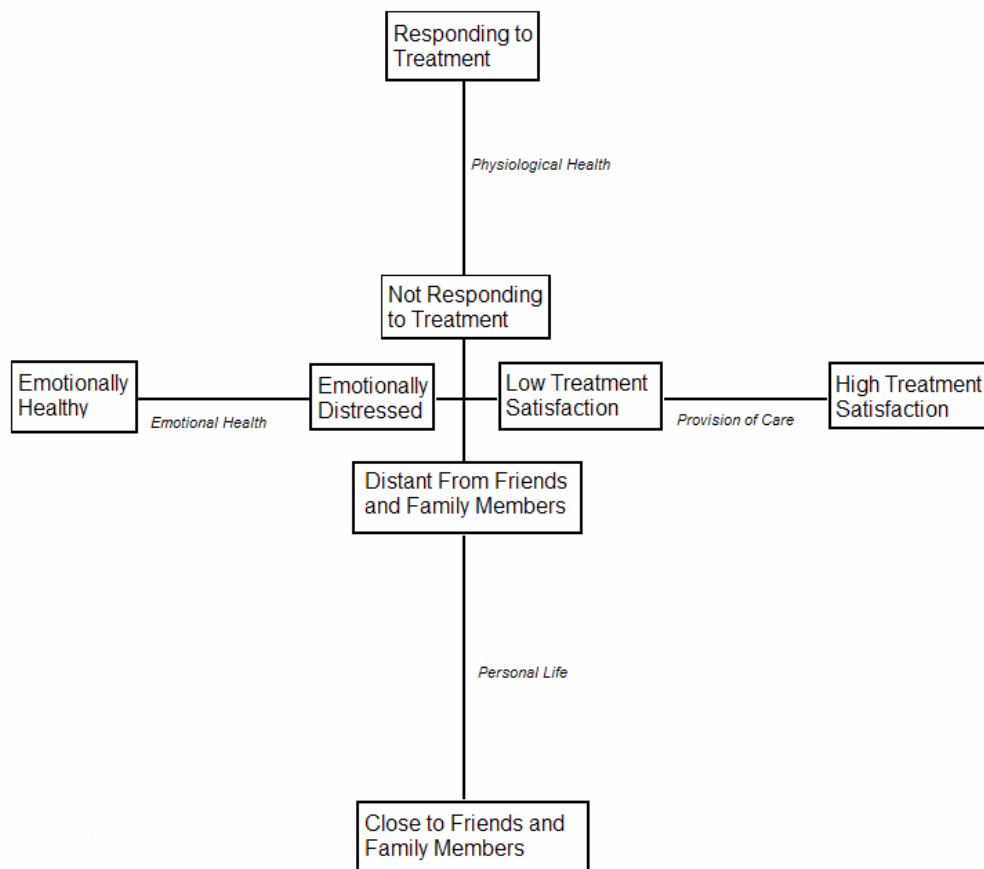 Responding to
Treatment
Physiological Health
Not Responding
to Treatment
Emotionally
Healthy
Emotional Health
Emotionally
Distressed
Low Treatment
Satisfaction
Provision of Care
High Treatment
Satisfaction
Distant From Friends
and Family Members
Personal Life
Close to Friends and
Family Members